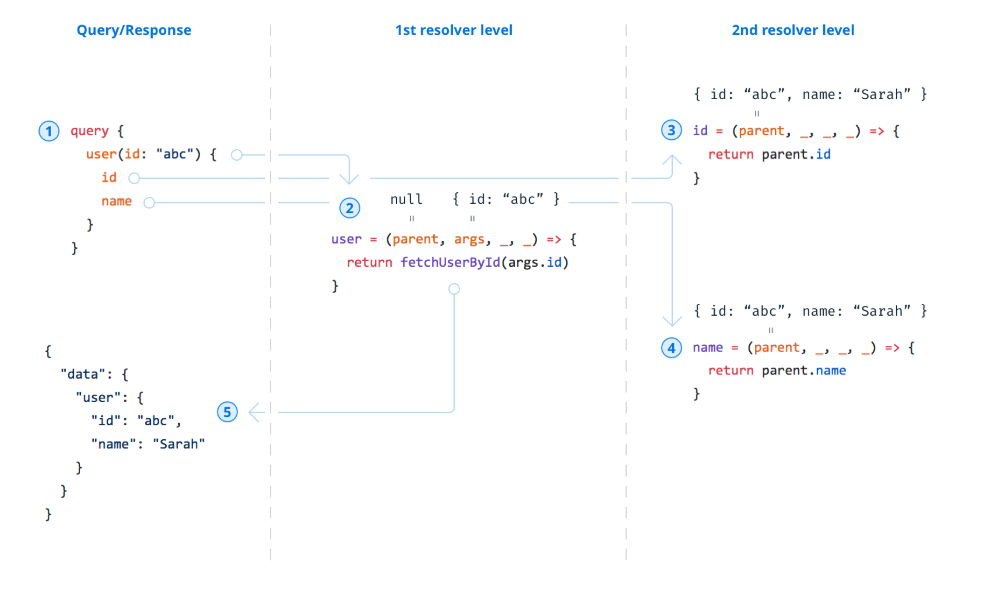 Query/Response
1st resolver level
2nd resolver level
1 query {
user(id: "abc") {
id
name
}
}
2 null { id: “abc” }
= =
user = (parent, args, _, _) => {
return fetchUserById(args.id)
}
{ id: “abc”, name: “Sarah” }
=
3 id = (parent, _, _, _) => {
return parent.id
}
{ id: “abc”, name: “Sarah” }
=
4 name = (parent, _, _, _) => {
return parent.name
}
5
{
"data": {
"user": {
"id": "abc",
"name": "Sarah"
}
}
}